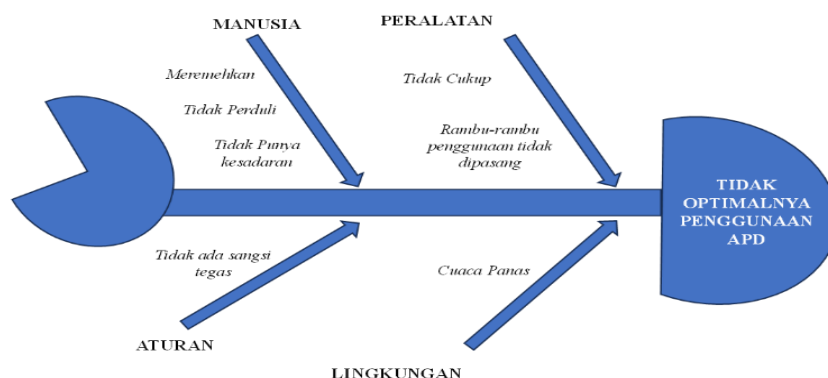 MANUSIA
PERALATAN
Meremehkan
Tidak Perduli
Tidak Punya
kesadaran
Tidak Cukup
Rambu-rambu
penggunaan tidak
dipasang
TIDAK
OPTIMALNYA
PENGGUNAAN
APD
Tidak ada sangsi
tegas
Cuaca Panas
ATURAN
LINGKUNGAN